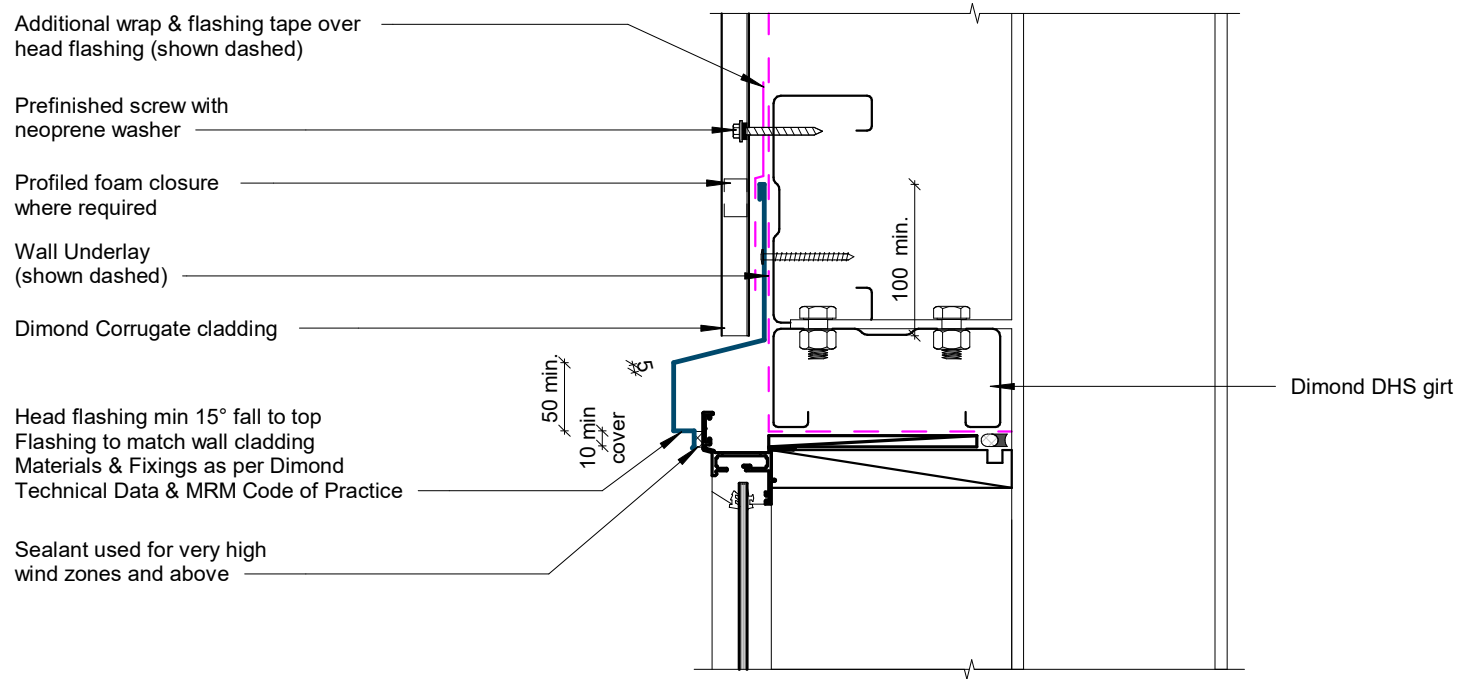 Additional wrap & flashing tape over
head flashing (shown dashed)
Prefinished screw with
neoprene washer
Profiled foam closure
where required
Wall Underlay
(shown dashed)
Dimond Corrugate cladding
Head flashing min 15° fall to top
Flashing to match wall cladding
Materials & Fixings as per Dimond
Technical Data & MRM Code of Practice
Sealant used for very high
wind zones and above
50 min.
10 min
cover
5
100 min.
Dimond DHS girt